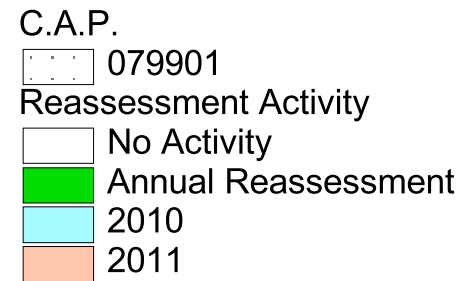 C.A.P.
079901
Reassessment Activity
No Activity
Annual Reassessment
2010
2011